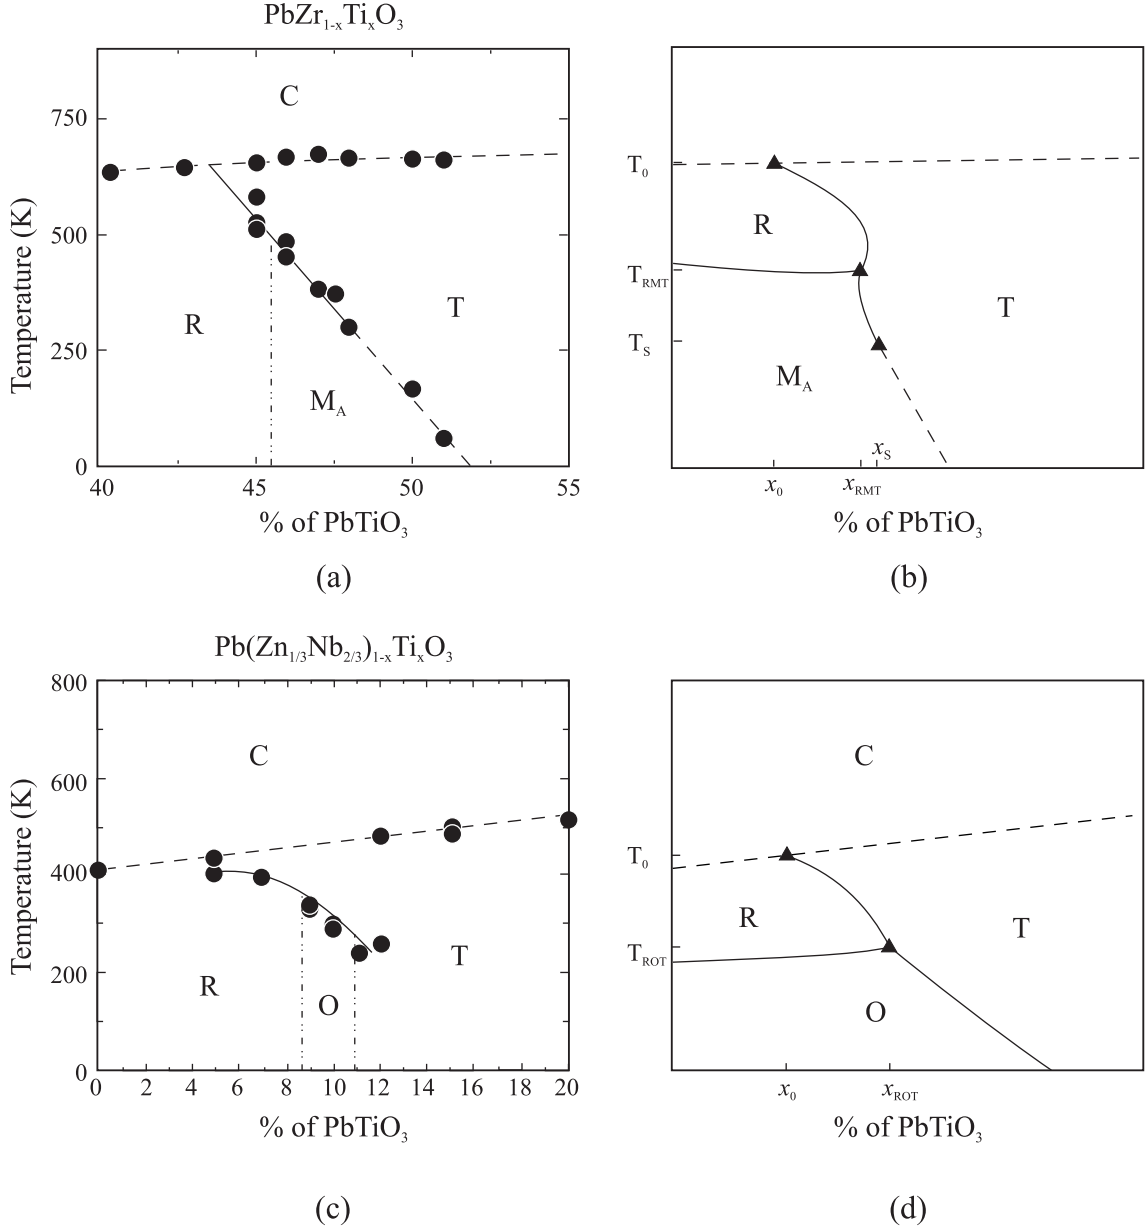 PbZr1-xTixO3
Temperature (K)
750
500
250
0
C
R
T
MA
40
45
50
55
% of PbTiO3
(a)
T0
TRMT
TS
R
T
MA
xS
x0
xRMT
% of PbTiO3
(b)
Pb(Zn1/3Nb2/3)1-xTixO3
Temperature (K)
800
600
400
200
0
C
R
O
T
0 2 4 6 8 10 12 14 16 18 20
% of PbTiO3
(c)
C
T0
R
T
TROT
O
x0
xROT
% of PbTiO3
(d)